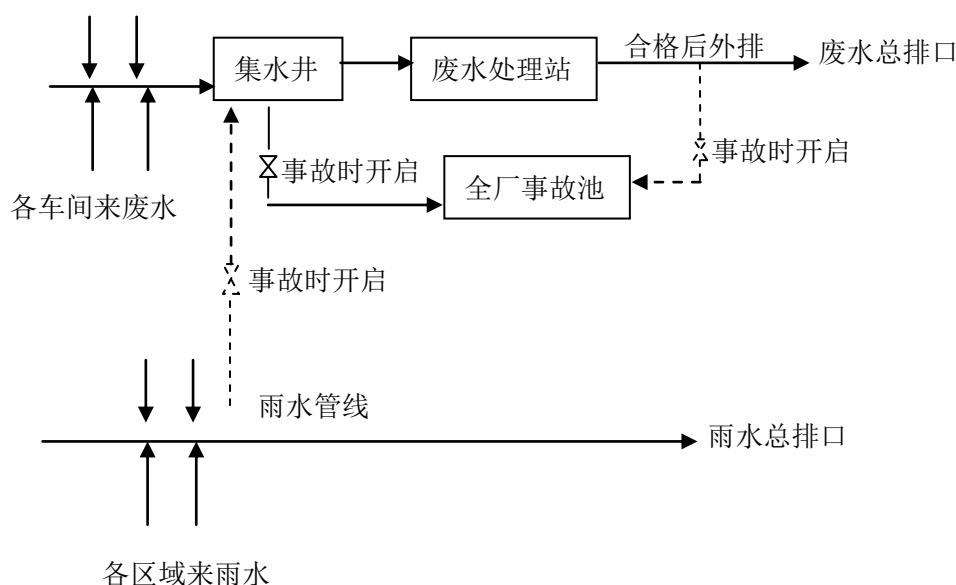 合格后外排
废水总排口
集水井
废水处理站
事故时开启
事故时开启
全厂事故池
各车间来废水
事故时开启
雨水管线
雨水总排口
各区域来雨水